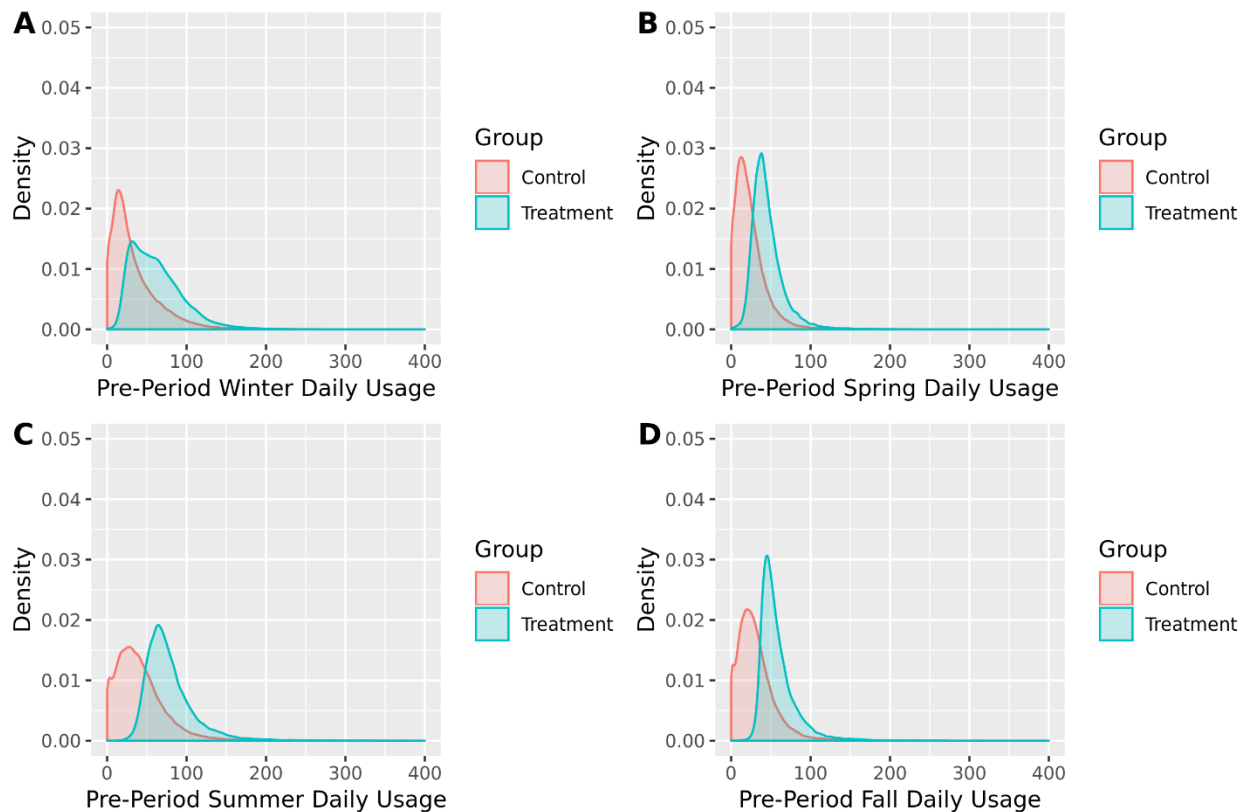 A
0.05
0.04
0.03
0.02
0.01
0.00
Density
0 100 200 300 400
Pre-Period Winter Daily Usage
Group
Control
Treatment
B
0.05
0.04
0.03
0.02
0.01
0.00
Density
0 100 200 300 400
Pre-Period Spring Daily Usage
Group
Control
Treatment
C
0.05
0.04
0.03
0.02
0.01
0.00
Density
0 100 200 300 400
Pre-Period Summer Daily Usage
Group
Control
Treatment
D
0.05
0.04
0.03
0.02
0.01
0.00
Density
0 100 200 300 400
Pre-Period Fall Daily Usage
Group
Control
Treatment